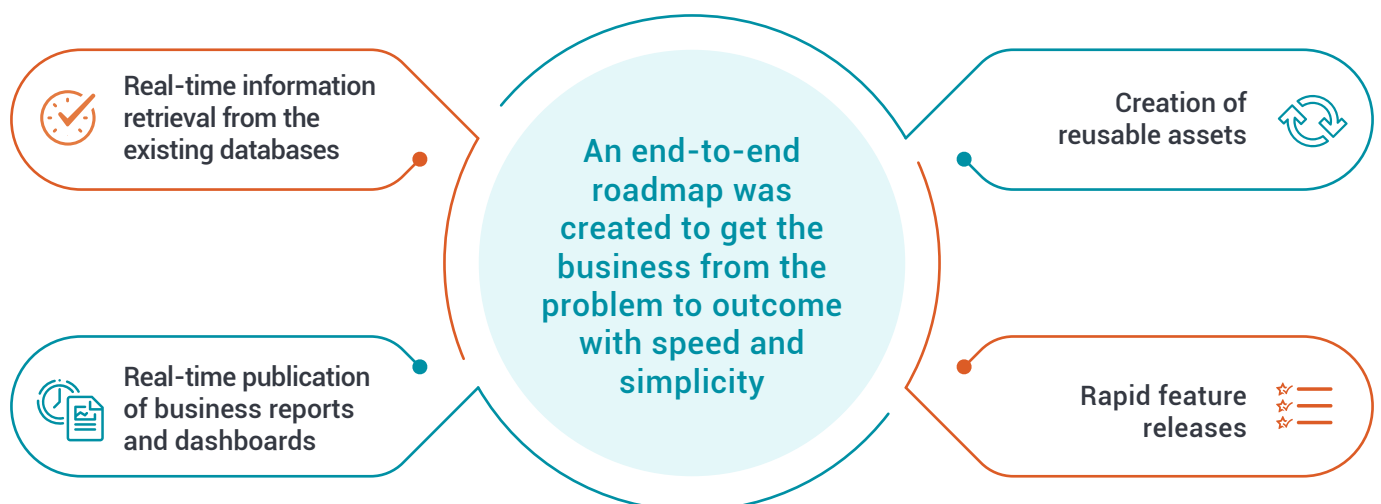 Real-time information
retrieval from the
existing databases
Real-time publication
of business reports
and dashboards
An end-to-end
roadmap was
created to get the
business from the
problem to outcome
with speed and
simplicity
Creation of
reusable assets
Rapid feature
releases